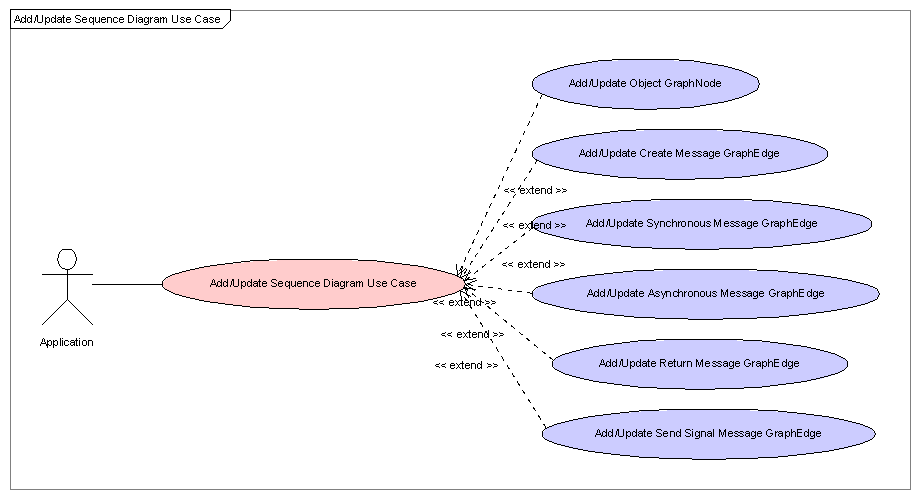 Add/Update Sequence Diagram Use Case
Add/Update Object GraphNode
Add/Update Create Message GraphEdge
<< extend >>
Add/Update Synchronous Message GraphEdge
<< extend >>
<< extend >>
Add/Update Sequence Diagram Use Case
Add/Update Asynchronous Message GraphEdge
<< extend >>
<< extend >>
Application
Add/Update Return Message GraphEdge
<< extend >>
Add/Update Send Signal Message GraphEdge